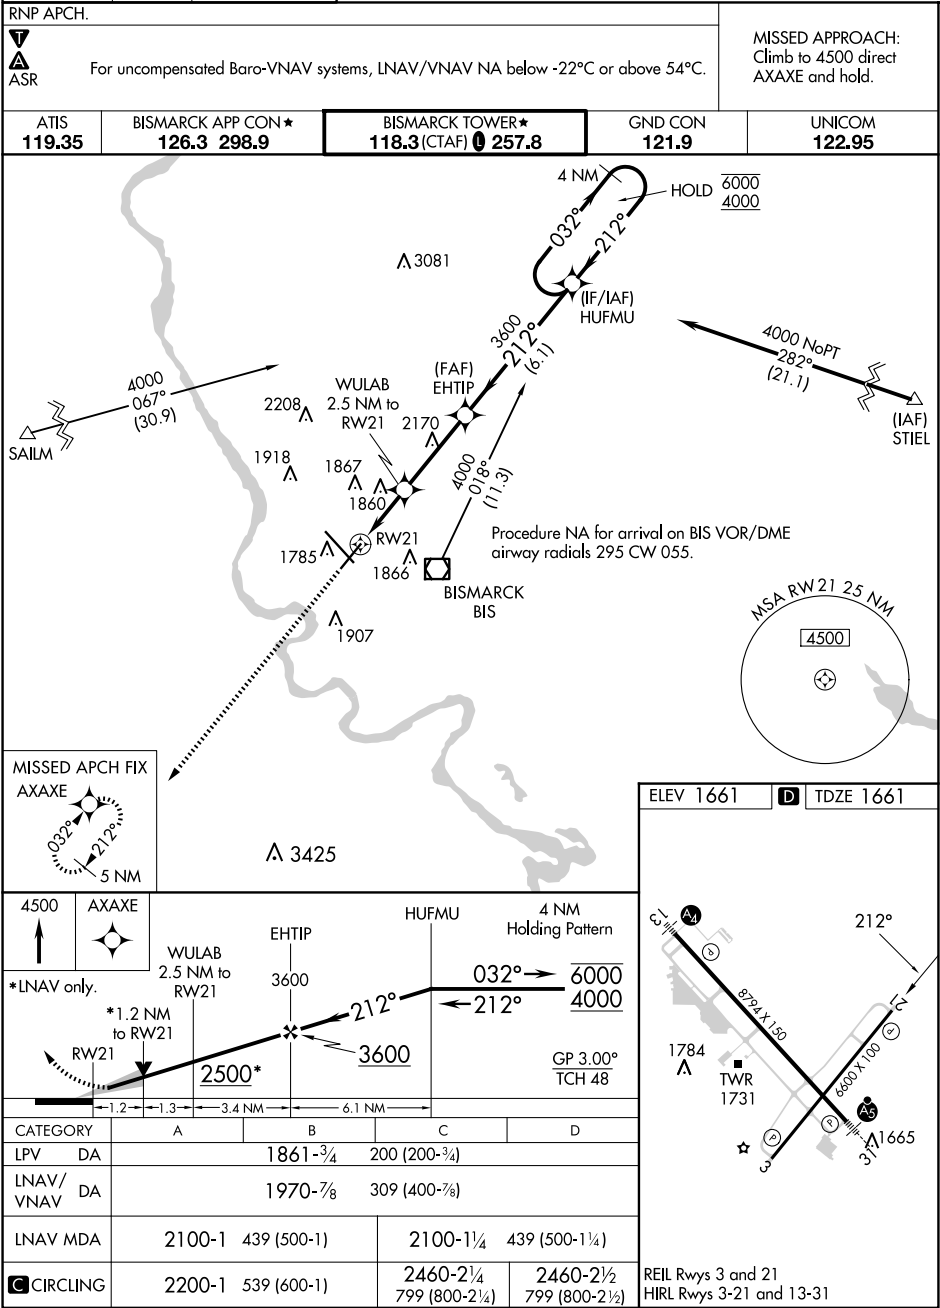 RNP APCH.
T
A
ASR
For uncompensated Baro-VNAV systems, LNAV/VNAV NA below -22°C or above 54°C.
MISSED APPROACH:
Climb to 4500 direct
AXAXE and hold.
ATIS
119.35
BISMARCK APP CON★
126.3 298.9
BISMARCK TOWER★
118.3 (CTAF) L 257.8
GND CON
121.9
UNICOM
122.95
4 NM
HOLD
6000
4000
032°
212°
3081
(IF/IAF)
HUFMU
3600
212°
(6.1)
4000 NoPT
282°
(21.1)
(IAF)
STIEL
(FAF)
EHTIP
4000
067°
(30.9)
SAILM
WULAB
2.5 NM to
RW21
2208
2170
1918
1867
1860
4000
018°
(11.3)
RW21
1785
1866
Procedure NA for arrival on BIS VOR/DME
airway radials 295 CW 055.
BISMARCK
BIS
1907
MSA RW21 25 NM
4500
MISSED APCH FIX
AXAXE
032°
212°
5 NM
3425
ELEV 1661
D
TDZE 1661
13
A4
P
212°
21
P
8794 X 150
6600 X 100
1784
TWR
1731
A5
P
P
1665
31
3
REIL Rwys 3 and 21
HIRL Rwys 3-21 and 13-31
4500
AXAXE
HUFMU
4 NM
Holding Pattern
EHTIP
3600
WULAB
2.5 NM to
RW21
*LNAV only.
*1.2 NM
to RW21
RW21
032°
212°
212°
6000
4000
3600
2500*
GP 3.00°
TCH 48
1.2
1.3
3.4 NM
6.1 NM
CATEGORY A B C D
LPV DA 1861-¾ 200 (200-¾)
LNAV/
VNAV DA 1970-⅞ 309 (400-⅞)
LNAV MDA 2100-1 439 (500-1) 2100-1¼ 439 (500-1¼)
C CIRCLING 2200-1 539 (600-1) 2460-2¼ 2460-2½
799 (800-2¼) 799 (800-2½)